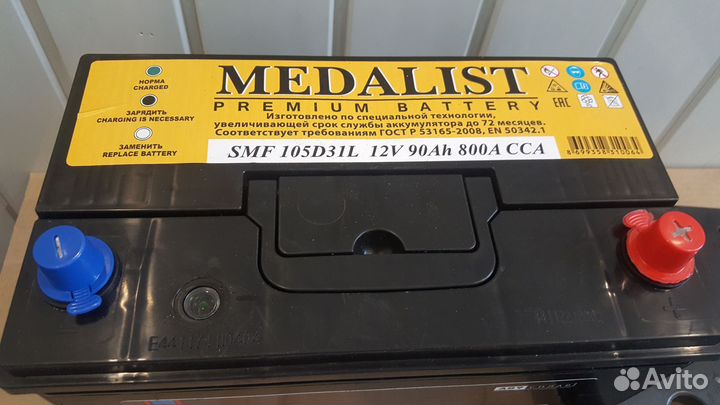 MEDALIST
PREMIUM BATTERY
Изготовлено по специальной технологии,
увеличивающей срок службы аккумулятора до 72 месяцев.
Соответствует требованиям ГОСТ Р 53165-2008, EN 50342.1
НОРМА
CHARGED
ЗАРЯДИТЬ
CHARGING IS NECESSARY
ЗАМЕНИТЬ
REPLACE BATTERY
EAC
SMF 105D31L 12V 90Ah 800A CCA
8699358310064
+
Avito